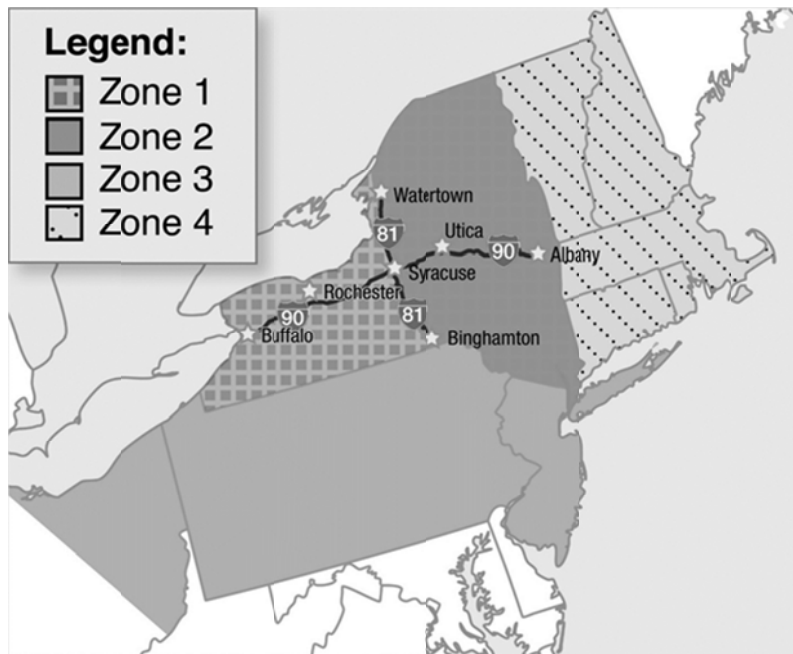 Legend:
Zone 1
Zone 2
Zone 3
Zone 4
Watertown
81
Utica
90
Albany
Syracuse
Rochester
90
81
Buffalo
Binghamton